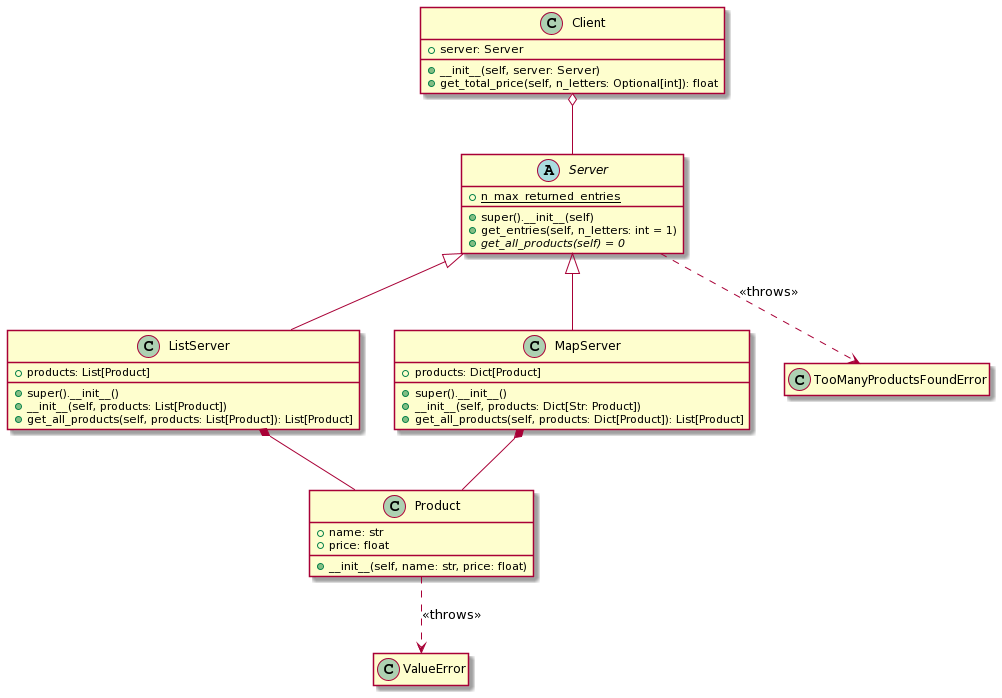 C Client
server: Server
__init__(self, server: Server)
get_total_price(self, n_letters: Optional[int]): float
A Server
n_max_returned_entries
super().__init__(self)
get_entries(self, n_letters: int = 1)
get_all_products(self) = 0
«throws»
C ListServer
products: List[Product]
super().__init__()
__init__(self, products: List[Product])
get_all_products(self, products: List[Product]): List[Product]
C MapServer
products: Dict[Product]
super().__init__()
__init__(self, products: Dict[Str: Product])
get_all_products(self, products: Dict[Product]): List[Product]
C TooManyProductsFoundError
C Product
name: str
price: float
__init__(self, name: str, price: float)
«throws»
C ValueError